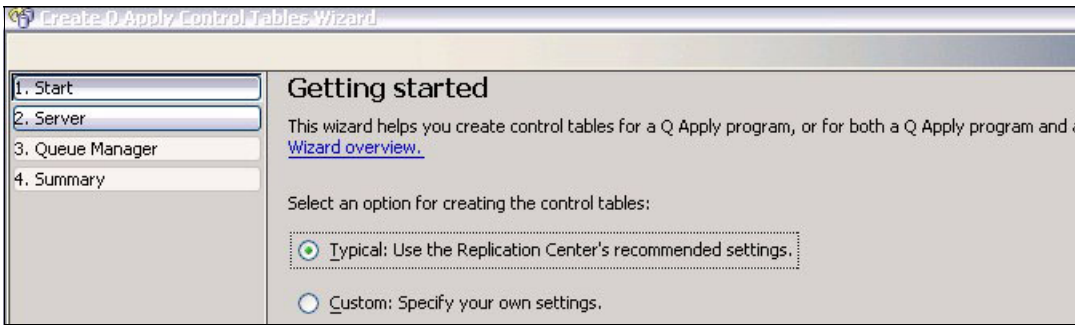 Create Q Apply Control Tables Wizard
1. Start
2. Server
3. Queue Manager
4. Summary
Getting started
This wizard helps you create control tables for a Q Apply program, or for both a Q Apply program and a
Wizard overview.
Select an option for creating the control tables:
Typical: Use the Replication Center's recommended settings.
Custom: Specify your own settings.